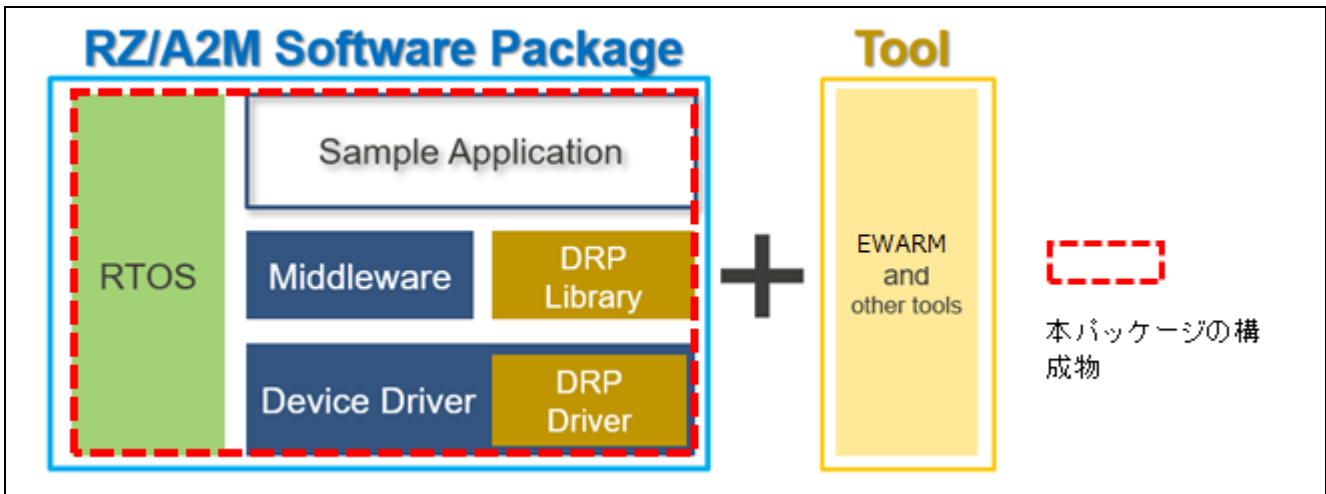 RZ/A2M Software Package
Tool
RTOS
Sample Application
Middleware
DRP
Library
Device Driver
DRP
Driver
EWARM
and
other tools
本パッケージの構
成物